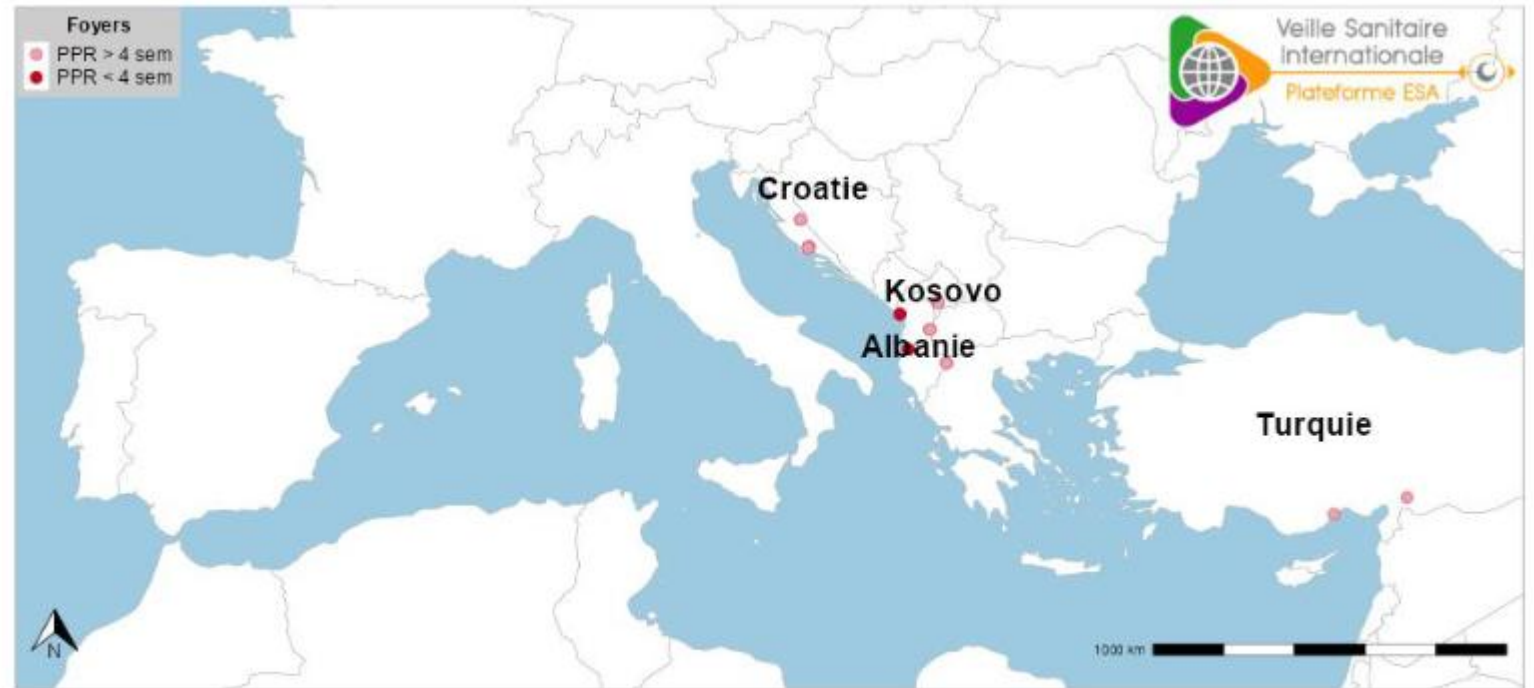 Foyers
PPR > 4 sem
PPR < 4 sem
Veille Sanitaire
Internationale
Plateforme ESA
Croatie
Kosovo
Albanie
Turquie
N
1000 km